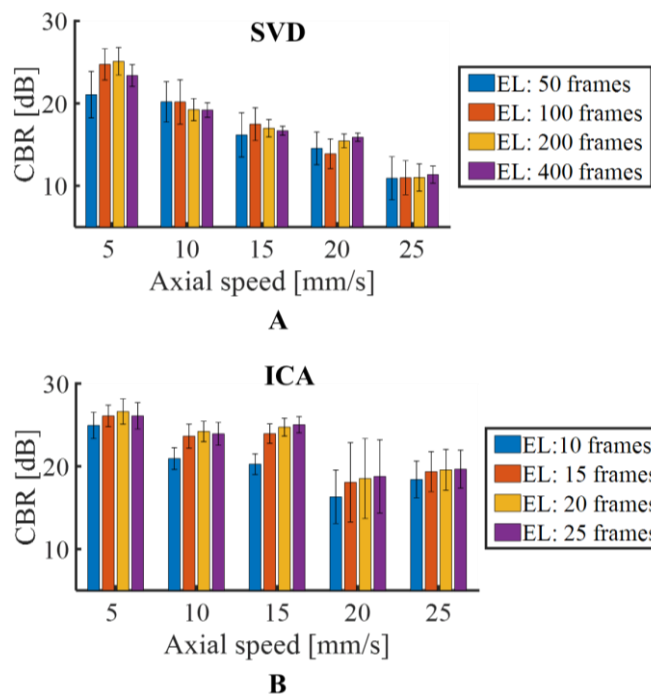 SVD
30
20
10
CBR [dB]
5 10 15 20 25
Axial speed [mm/s]
EL: 50 frames
EL: 100 frames
EL: 200 frames
EL: 400 frames
A
ICA
30
20
10
CBR [dB]
5 10 15 20 25
Axial speed [mm/s]
EL:10 frames
EL: 15 frames
EL: 20 frames
EL: 25 frames
B